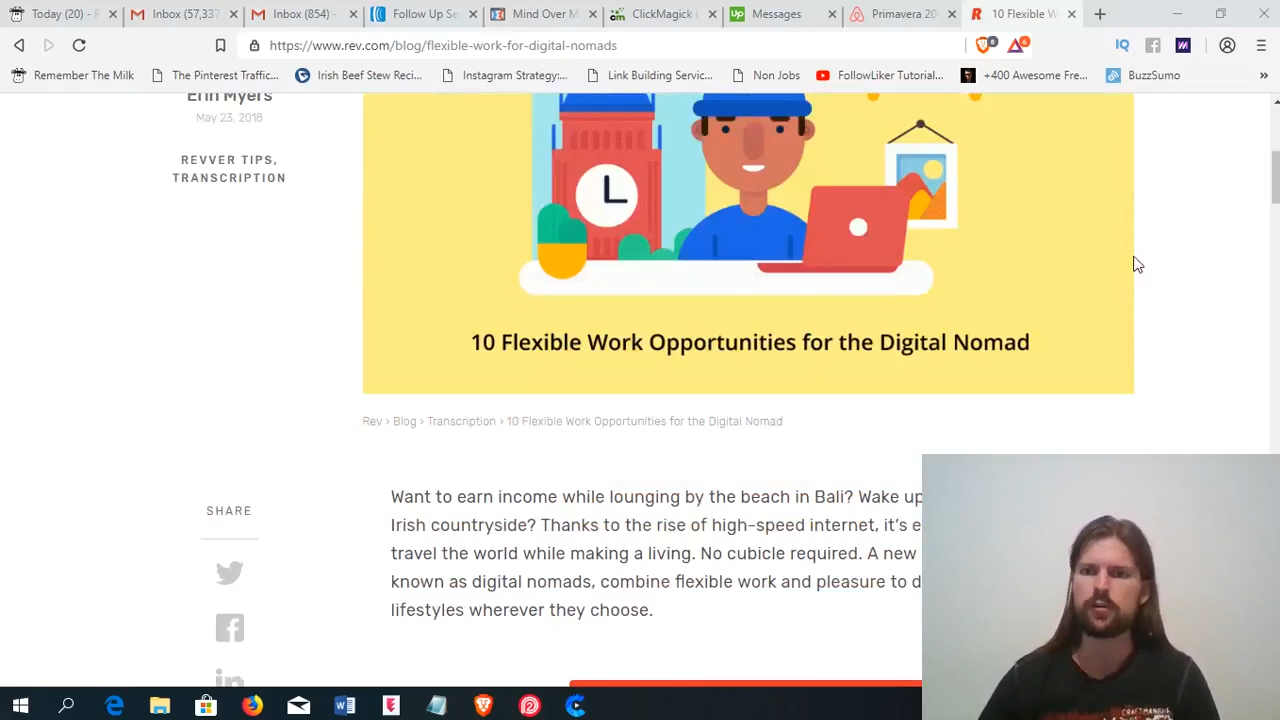 Today (20) - R
Inbox (57,337
Inbox (854) -
Follow Up Se
Mind Over M
ClickMagick L
Messages
Primavera 20
10 Flexible W
https://www.rev.com/blog/flexible-work-for-digital-nomads
Remember The Milk
The Pinterest Traffic...
Irish Beef Stew Reci...
Instagram Strategy:...
Link Building Servic...
Non Jobs
FollowLiker Tutorial...
+400 Awesome Fre...
BuzzSumo
Erin Myers
May 23, 2018
REVVER TIPS,
TRANSCRIPTION
10 Flexible Work Opportunities for the Digital Nomad
Rev › Blog › Transcription › 10 Flexible Work Opportunities for the Digital Nomad
SHARE
Want to earn income while lounging by the beach in Bali? Wake up
Irish countryside? Thanks to the rise of high-speed internet, it's e
travel the world while making a living. No cubicle required. A new
known as digital nomads, combine flexible work and pleasure to d
lifestyles wherever they choose.